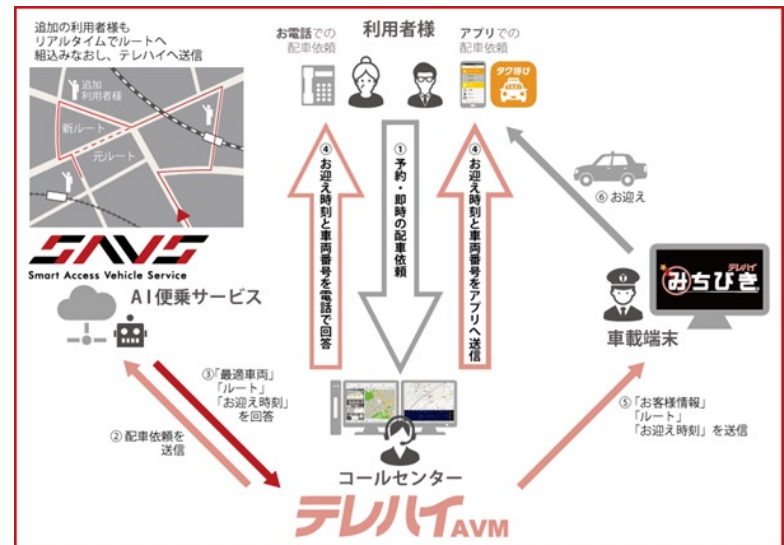 追加の利用者様も
リアルタイムでルートへ
組込みなおし、テレハイへ送信
追加
利用者様
新ルート
元ルート
SAVS
Smart Access Vehicle Service
AI便乗サービス
お電話での
配車依頼
利用者様
アプリでの
配車依頼
タク呼び
④お迎え時刻と車両番号を電話で回答
①予約・即時の配車依頼
④お迎え時刻と車両番号をアプリへ送信
⑥お迎え
テレハイ
みちびき
車載端末
③「最適車両」
「ルート」
「お迎え時刻」
を回答
②配車依頼を
送信
⑤「お客様情報」
「ルート」
「お迎え時刻」を送信
コールセンター
テレハイAVM